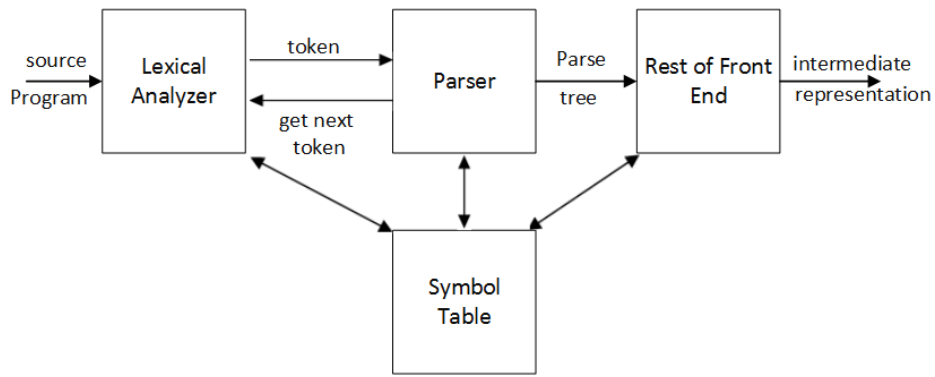 source
Program
Lexical
Analyzer
token
get next
token
Parser
Parse
tree
Rest of Front
End
intermediate
representation
Symbol
Table